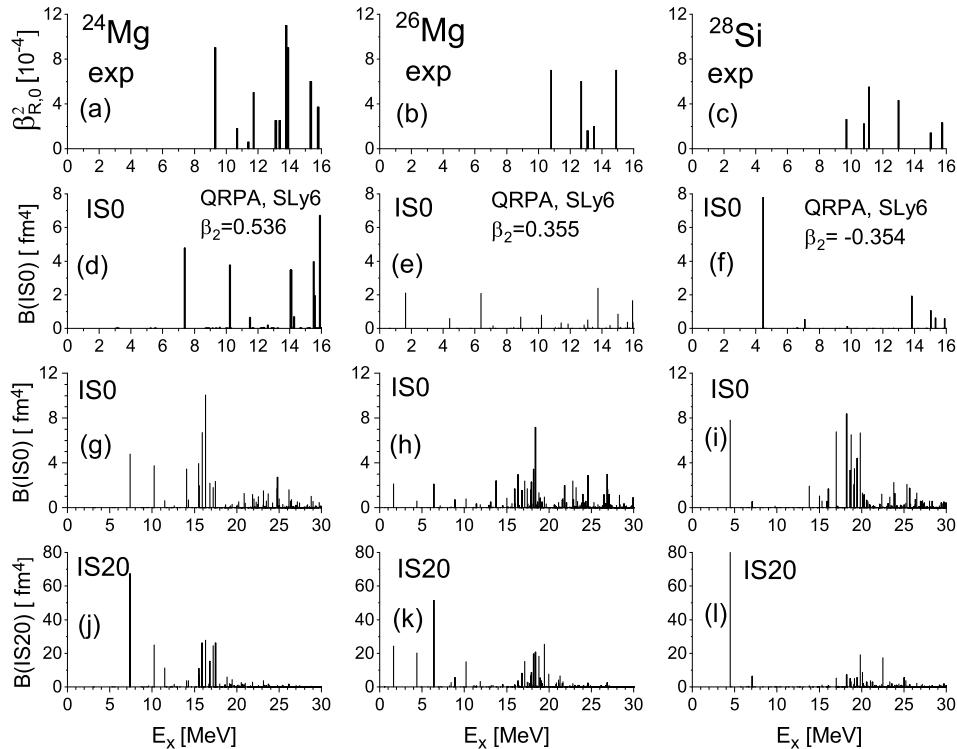 β²R,0 [10⁻⁴]
12
8
4
0
²⁴Mg
exp
(a)
0 2 4 6 8 10 12 14 16
12
8
4
0
²⁶Mg
exp
(b)
0 2 4 6 8 10 12 14 16
12
8
4
0
²⁸Si
exp
(c)
0 2 4 6 8 10 12 14 16
B(IS0) [ fm4]
8
6
4
2
0
IS0
QRPA, SLy6
β₂=0.536
(d)
0 2 4 6 8 10 12 14 16
8
6
4
2
0
IS0
QRPA, SLy6
β₂=0.355
(e)
0 2 4 6 8 10 12 14 16
8
6
4
2
0
IS0
QRPA, SLy6
β₂= -0.354
(f)
0 2 4 6 8 10 12 14 16
B(IS0) [ fm⁴]
12
8
4
0
IS0
(g)
0 5 10 15 20 25 30
12
8
4
0
IS0
(h)
0 5 10 15 20 25 30
12
8
4
0
IS0
(i)
0 5 10 15 20 25 30
B(IS20) [ fm⁴]
80
60
40
20
0
IS20
(j)
0 5 10 15 20 25 30
Eₓ [MeV]
80
60
40
20
0
IS20
(k)
0 5 10 15 20 25 30
Eₓ [MeV]
80
60
40
20
0
IS20
(l)
0 5 10 15 20 25 30
Eₓ [MeV]